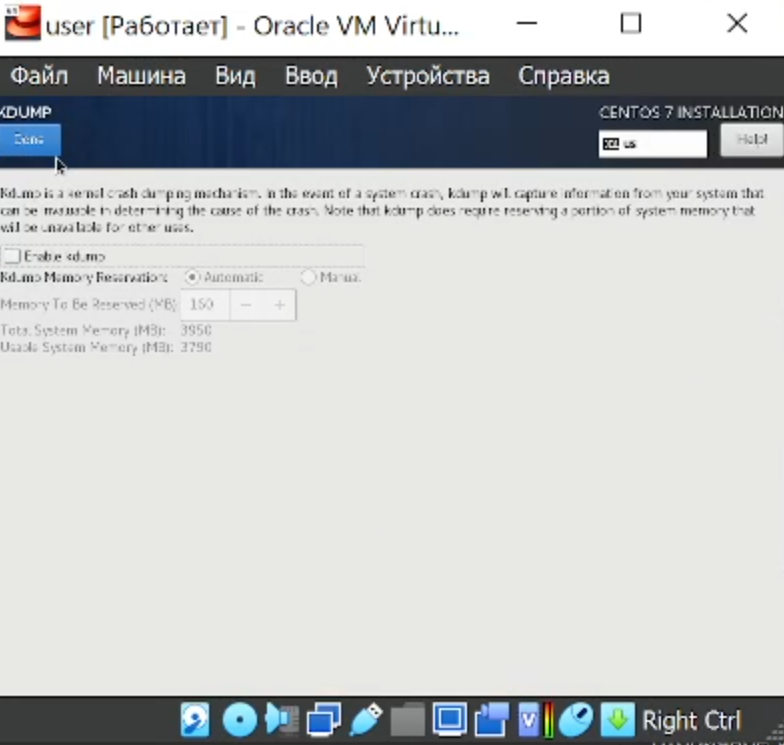 user [Работает] - Oracle VM Virtu...
Файл Машина Вид Ввод Устройства Справка
KDUMP
CENTOS 7 INSTALLATION
Done
us
Help!
Kdump is a kernel crash dumping mechanism. In the event of a system crash, kdump will capture information from your system that
can be invaluable in determining the cause of the crash. Note that kdump does require reserving a portion of system memory that
will be unavailable for other uses.
Enable kdump
Kdump Memory Reservation: Automatic Manual
Memory To Be Reserved (MB): 160 − +
Total System Memory (MB): 3950
Usable System Memory (MB): 3790
V
Right Ctrl